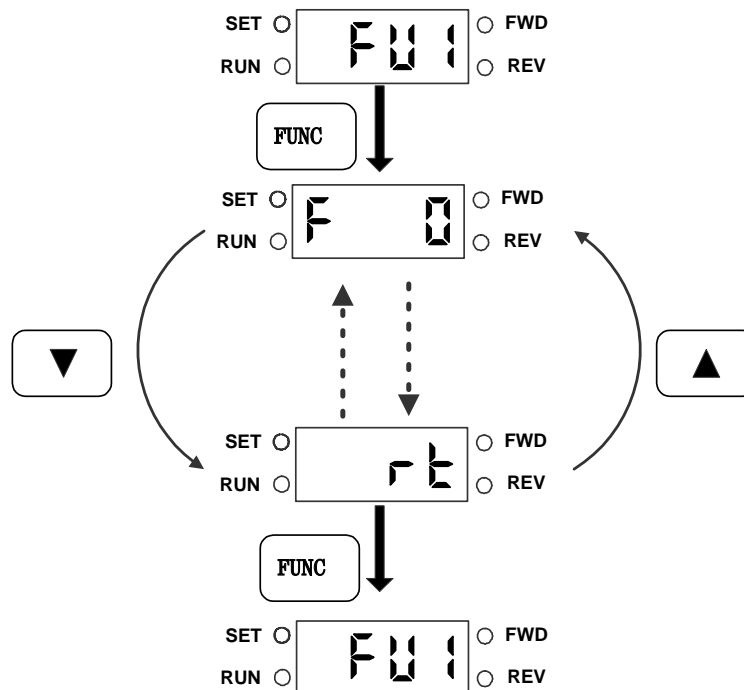 SET FU1 FWD
RUN REV
FUNC
SET F 0 FWD
RUN REV
▼ ▲
SET rt FWD
RUN REV
FUNC
SET FU1 FWD
RUN REV